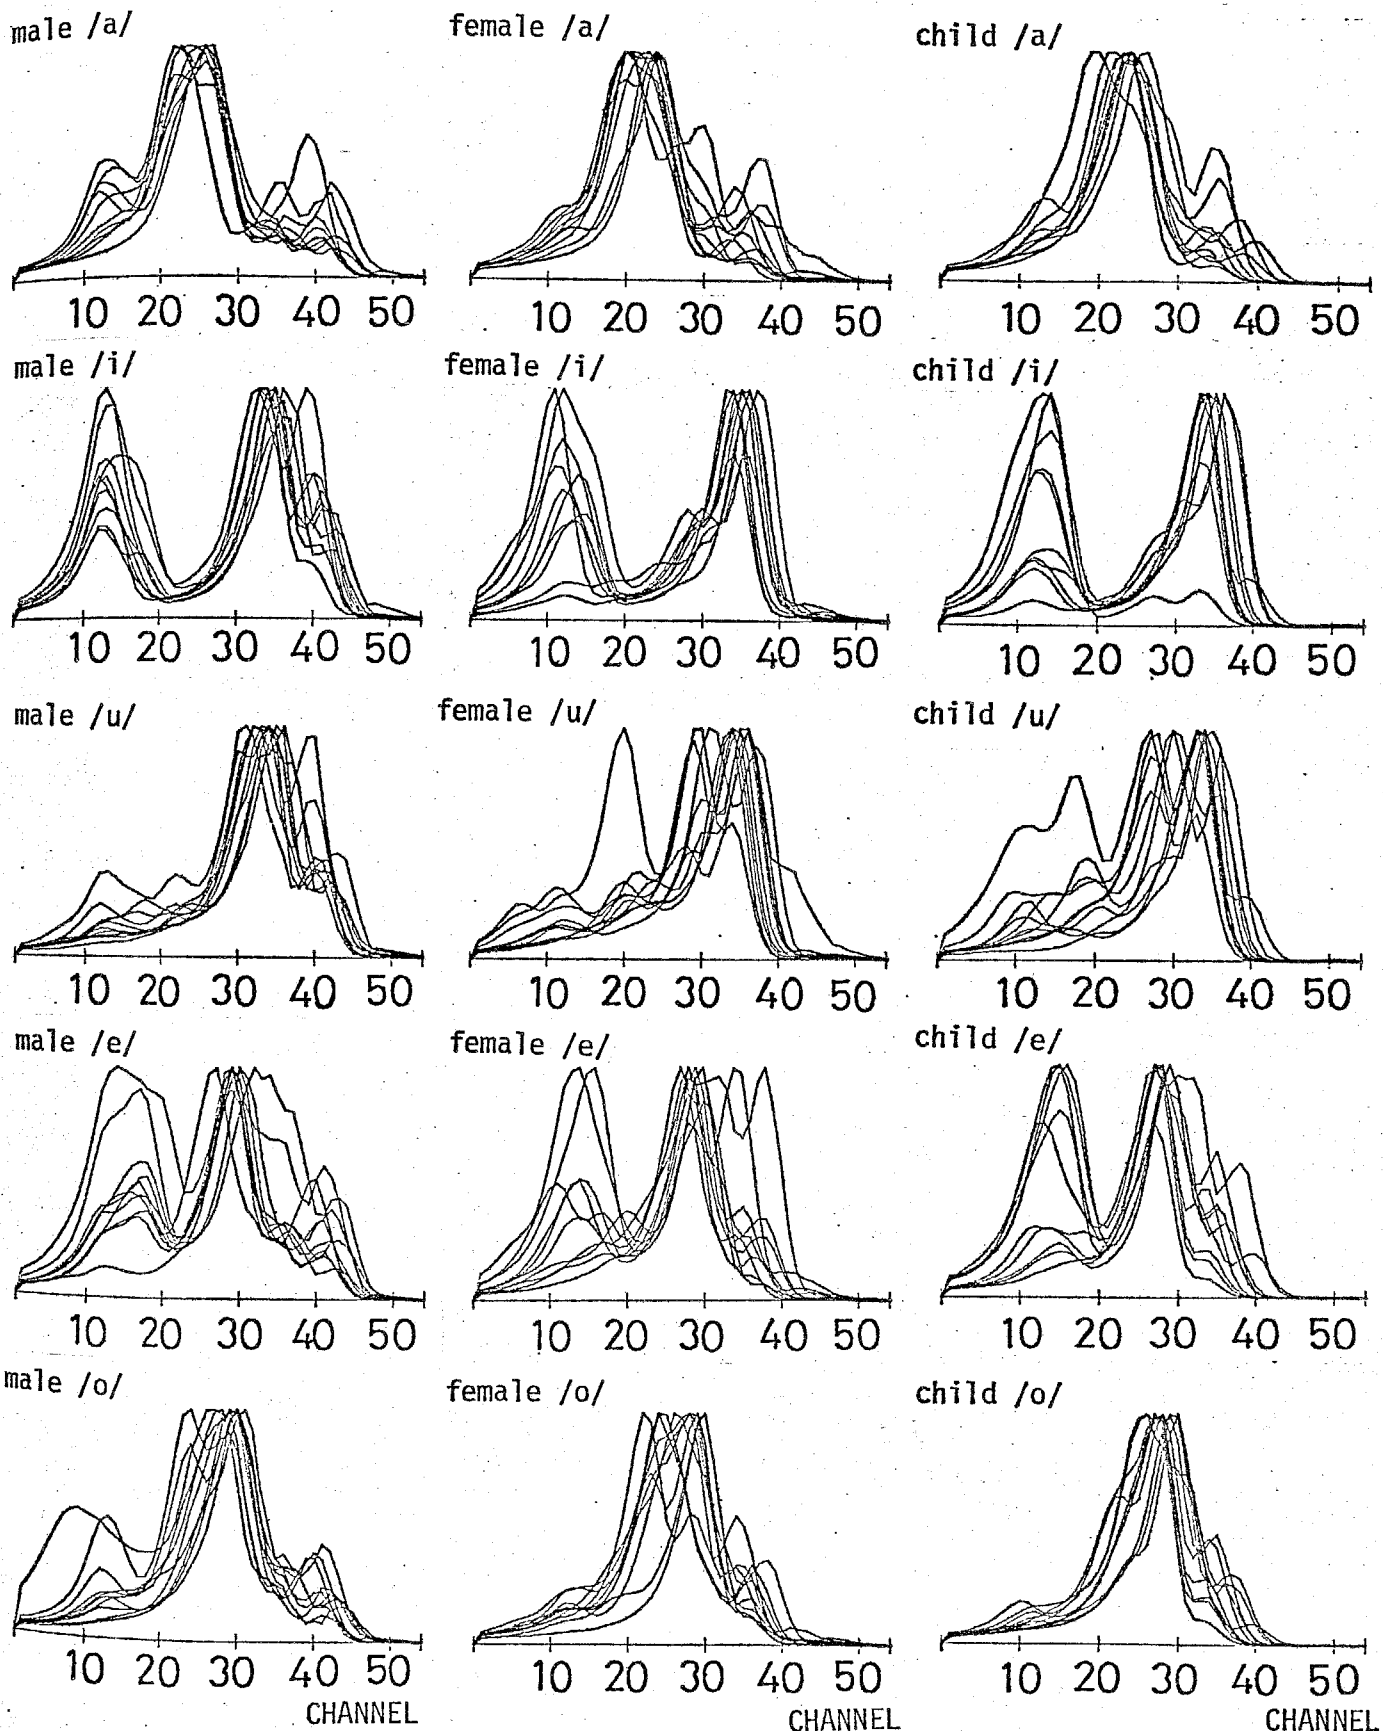 male /a/ female /a/ child /a/
10 20 30 40 50 10 20 30 40 50 10 20 30 40 50
male /i/ female /i/ child /i/
10 20 30 40 50 10 20 30 40 50 10 20 30 40 50
male /u/ female /u/ child /u/
10 20 30 40 50 10 20 30 40 50 10 20 30 40 50
male /e/ female /e/ child /e/
10 20 30 40 50 10 20 30 40 50 10 20 30 40 50
male /o/ female /o/ child /o/
10 20 30 40 50 10 20 30 40 50 10 20 30 40 50
CHANNEL CHANNEL CHANNEL